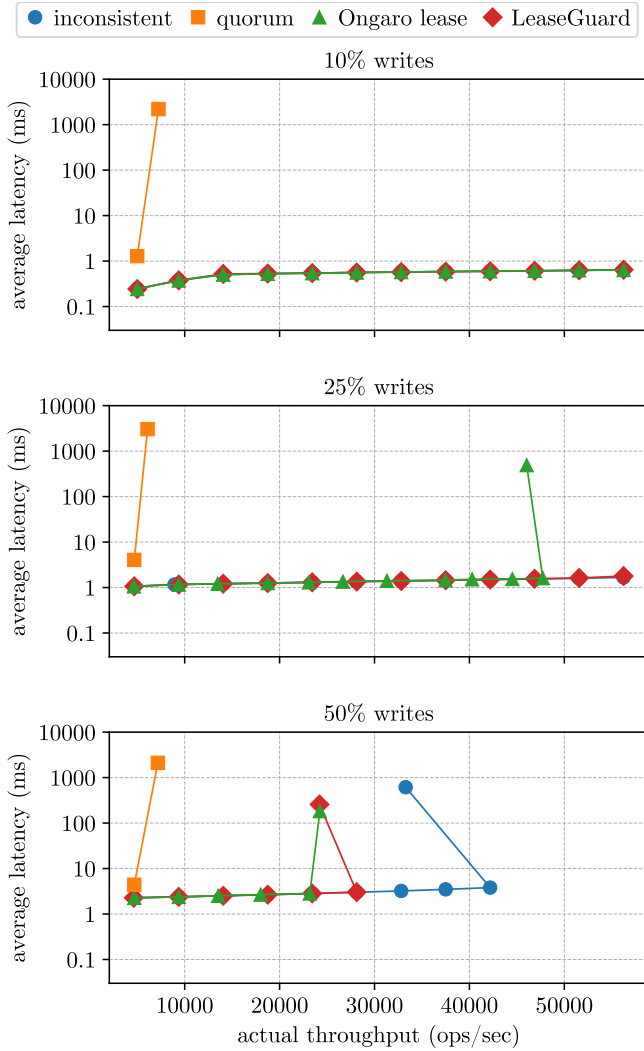 inconsistent quorum Ongaro lease LeaseGuard
10% writes
10000
1000
100
10
1
0.1
average latency (ms)
25% writes
10000
1000
100
10
1
0.1
average latency (ms)
50% writes
10000
1000
100
10
1
0.1
average latency (ms)
10000 20000 30000 40000 50000
actual throughput (ops/sec)